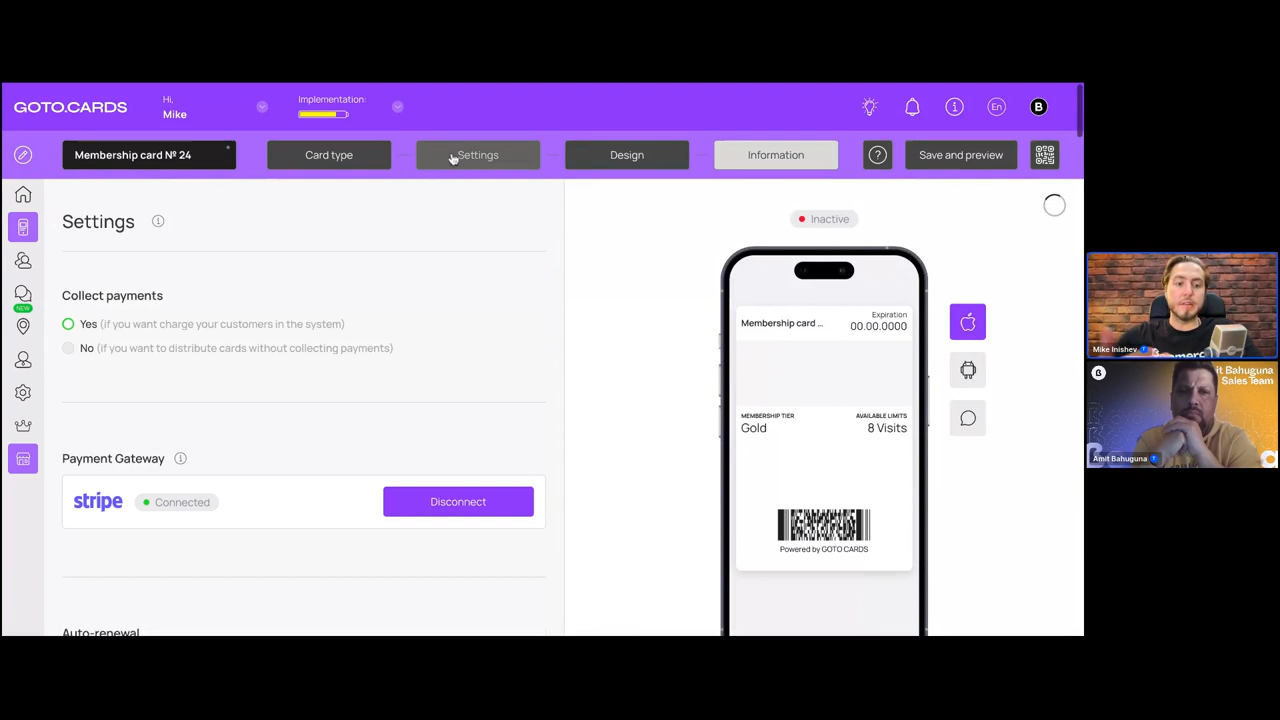 GOTO.CARDS
Hi,
Mike
Implementation:
En
B
Membership card № 24 *
Card type
Settings
Design
Information
?
Save and preview
Settings
Inactive
Collect payments
Yes (if you want charge your customers in the system)
No (if you want to distribute cards without collecting payments)
Payment Gateway
stripe
Connected
Disconnect
Auto-renewal
NEW
Membership card ...
Expiration
00.00.0000
MEMBERSHIP TIER
AVAILABLE LIMITS
Gold
8 Visits
Powered by GOTO CARDS
Mike Inishev
it Bahuguna
Sales Team
Amit Bahuguna